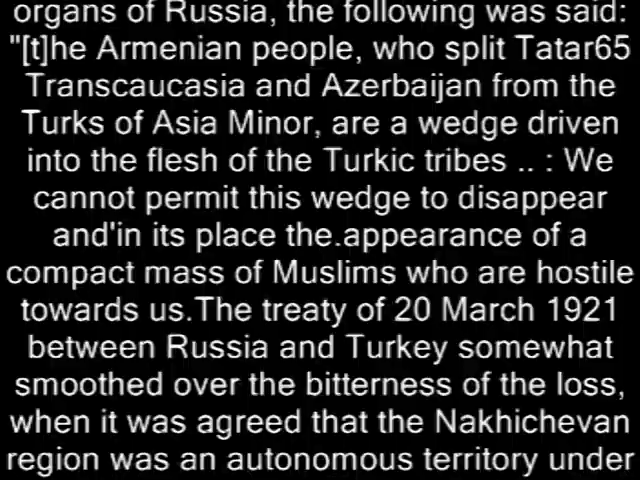 organs of Russia, the following was said:
"[t]he Armenian people, who split Tatar65
Transcaucasia and Azerbaijan from the
Turks of Asia Minor, are a wedge driven
into the flesh of the Turkic tribes .. : We
cannot permit this wedge to disappear
and'in its place the.appearance of a
compact mass of Muslims who are hostile
towards us.The treaty of 20 March 1921
between Russia and Turkey somewhat
smoothed over the bitterness of the loss,
when it was agreed that the Nakhichevan
region was an autonomous territory under